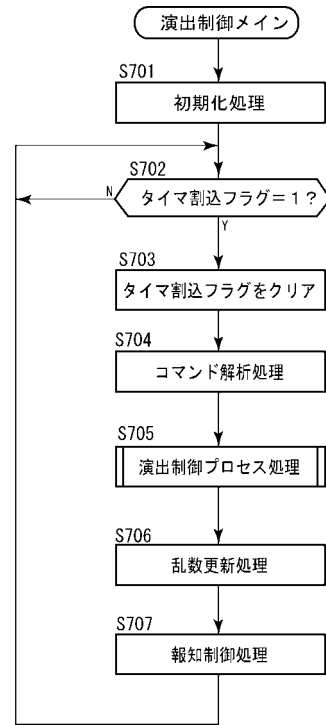 演出制御メイン
S701
初期化処理
S702
N
タイマ割込フラグ=1?
Y
S703
タイマ割込フラグをクリア
S704
コマンド解析処理
S705
演出制御プロセス処理
S706
乱数更新処理
S707
報知制御処理